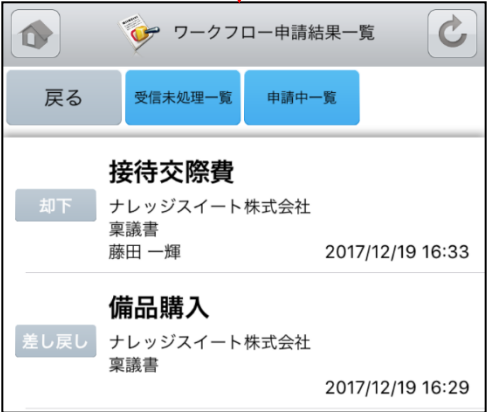 ワークフロー申請結果一覧
戻る 受信未処理一覧 申請中一覧
接待交際費
却下 ナレッジスイート株式会社
稟議書
藤田 一輝 2017/12/19 16:33
備品購入
差し戻し ナレッジスイート株式会社
稟議書
2017/12/19 16:29